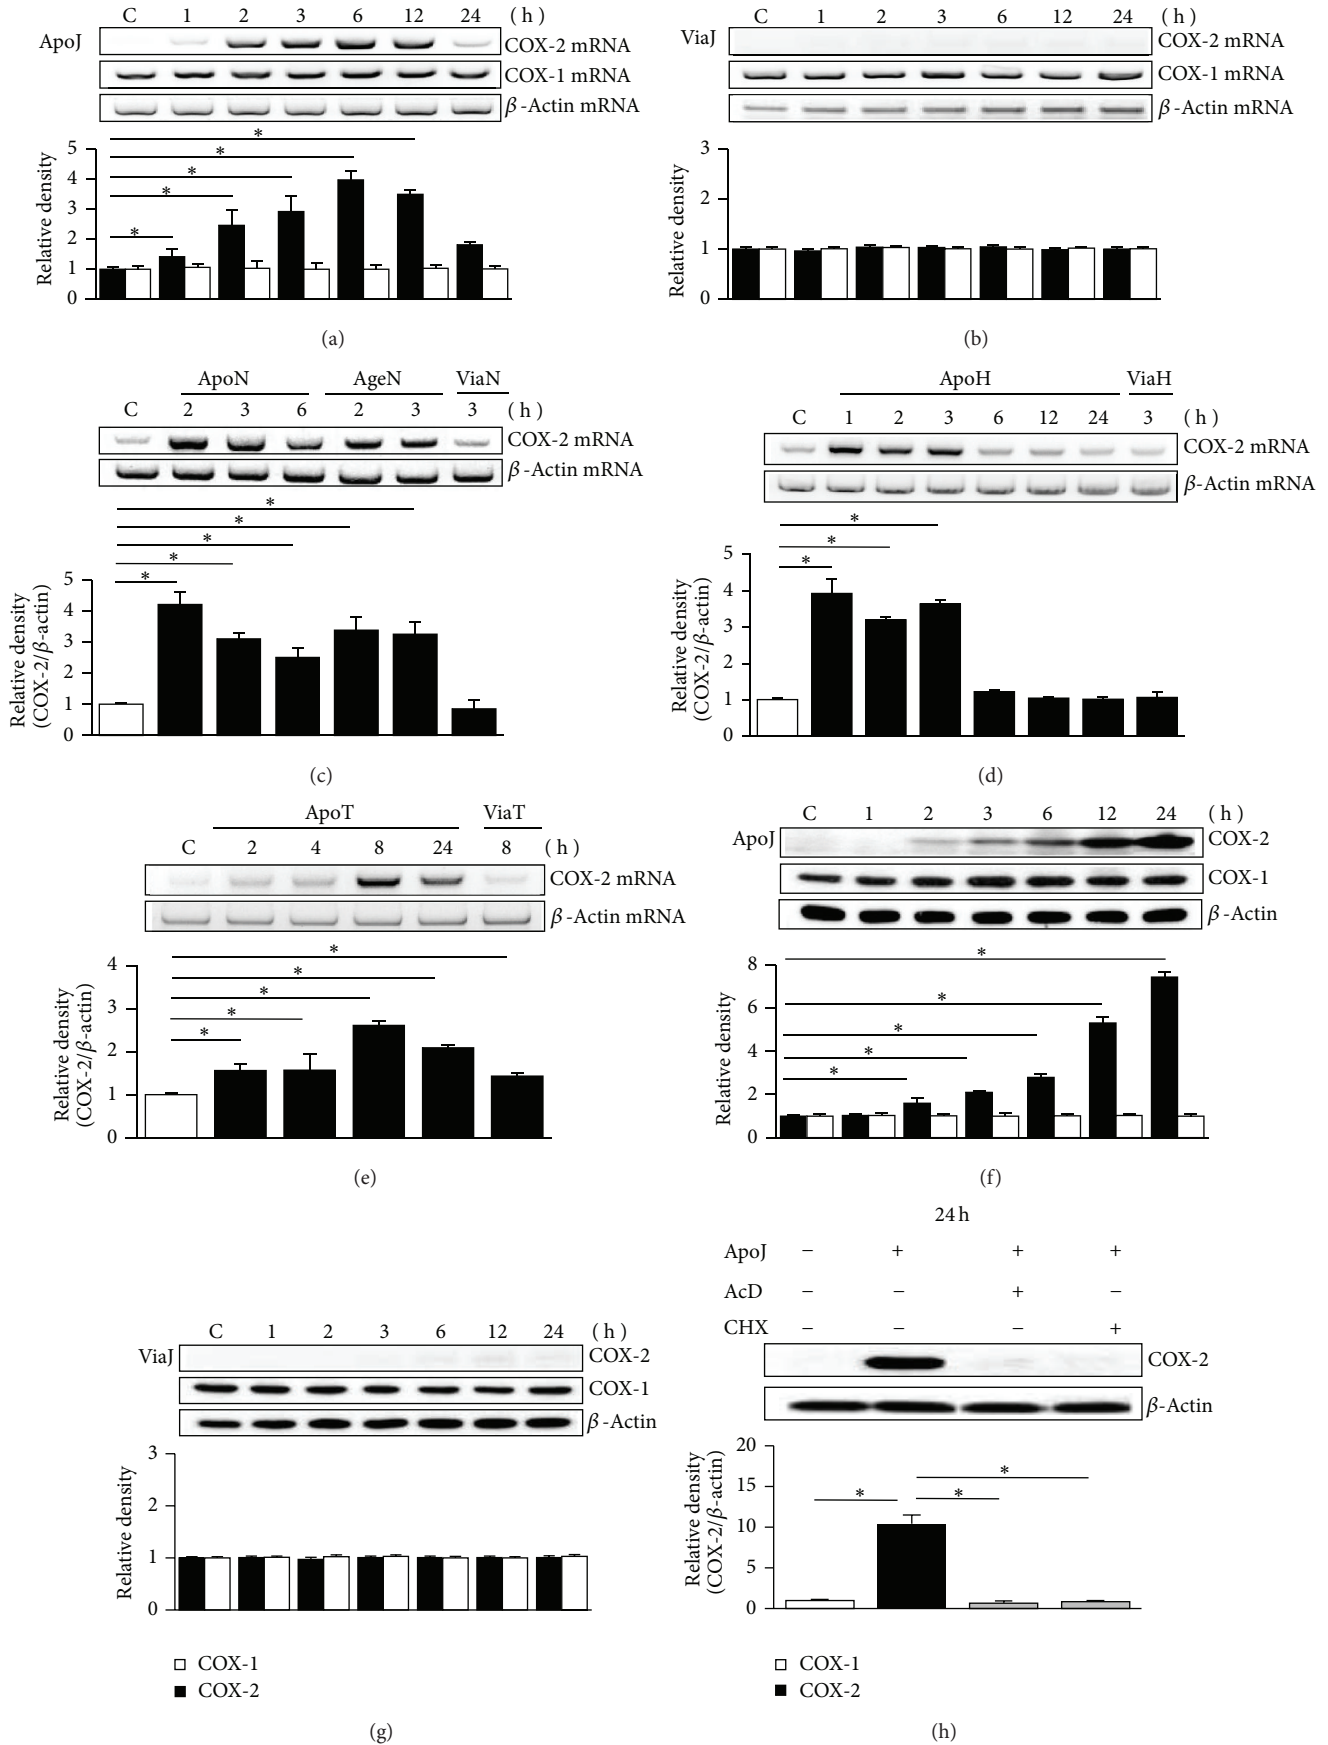 C 1 2 3 6 12 24 (h)
ApoJ
COX-2 mRNA
COX-1 mRNA
β-Actin mRNA
* * * * *
Relative density
5
4
3
2
1
0
(a)
C 1 2 3 6 12 24 (h)
ViaJ
COX-2 mRNA
COX-1 mRNA
β-Actin mRNA
Relative density
3
2
1
0
(b)
ApoN AgeN ViaN
C 2 3 6 2 3 3 (h)
COX-2 mRNA
β-Actin mRNA
* * * * *
Relative density
(COX-2/β-actin)
5
4
3
2
1
0
(c)
ApoH ViaH
C 1 2 3 6 12 24 3 (h)
COX-2 mRNA
β-Actin mRNA
* * *
Relative density
(COX-2/β-actin)
5
4
3
2
1
0
(d)
ApoT ViaT
C 2 4 8 24 8 (h)
COX-2 mRNA
β-Actin mRNA
* * * * *
Relative density
(COX-2/β-actin)
4
3
2
1
0
(e)
C 1 2 3 6 12 24 (h)
ApoJ
COX-2
COX-1
β-Actin
* * * * *
Relative density
8
6
4
2
0
(f)
C 1 2 3 6 12 24 (h)
ViaJ
COX-2
COX-1
β-Actin
Relative density
3
2
1
0
COX-1
COX-2
(g)
24 h
ApoJ − + + +
AcD − − + −
CHX − − − +
COX-2
β-Actin
* * *
Relative density
(COX-2/β-actin)
20
15
10
5
0
COX-1
COX-2
(h)